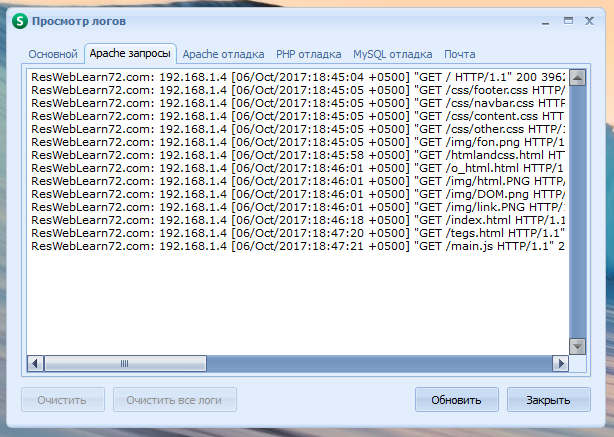 S Просмотр логов
Основной Apache запросы Apache отладка PHP отладка MySQL отладка Почта
ResWebLearn72.com: 192.168.1.4 [06/Oct/2017:18:45:04 +0500] "GET / HTTP/1.1" 200 3962
ResWebLearn72.com: 192.168.1.4 [06/Oct/2017:18:45:05 +0500] "GET /css/footer.css HTTP/
ResWebLearn72.com: 192.168.1.4 [06/Oct/2017:18:45:05 +0500] "GET /css/navbar.css HTTP
ResWebLearn72.com: 192.168.1.4 [06/Oct/2017:18:45:05 +0500] "GET /css/content.css HTT
ResWebLearn72.com: 192.168.1.4 [06/Oct/2017:18:45:05 +0500] "GET /css/other.css HTTP/1
ResWebLearn72.com: 192.168.1.4 [06/Oct/2017:18:45:05 +0500] "GET /img/fon.png HTTP/1
ResWebLearn72.com: 192.168.1.4 [06/Oct/2017:18:45:58 +0500] "GET /htmlandcss.html HT
ResWebLearn72.com: 192.168.1.4 [06/Oct/2017:18:46:01 +0500] "GET /o_html.html HTTP/1
ResWebLearn72.com: 192.168.1.4 [06/Oct/2017:18:46:01 +0500] "GET /img/html.PNG HTTP/
ResWebLearn72.com: 192.168.1.4 [06/Oct/2017:18:46:01 +0500] "GET /img/DOM.png HTTP/
ResWebLearn72.com: 192.168.1.4 [06/Oct/2017:18:46:01 +0500] "GET /img/link.PNG HTTP/1
ResWebLearn72.com: 192.168.1.4 [06/Oct/2017:18:46:18 +0500] "GET /index.html HTTP/1.1
ResWebLearn72.com: 192.168.1.4 [06/Oct/2017:18:47:20 +0500] "GET /tegs.html HTTP/1.1"
ResWebLearn72.com: 192.168.1.4 [06/Oct/2017:18:47:21 +0500] "GET /main.js HTTP/1.1" 2
Очистить Очистить все логи Обновить Закрыть